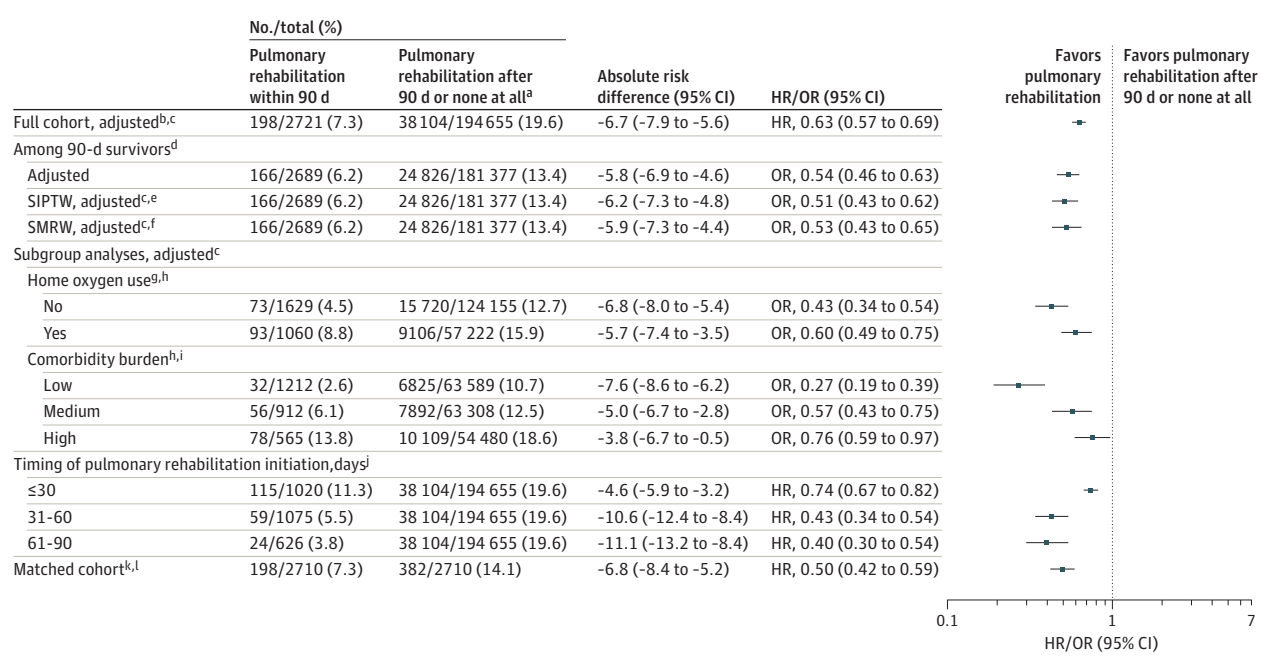 No./total (%)
Pulmonary rehabilitation within 90 d
Pulmonary rehabilitation after 90 d or none at allᵃ
Absolute risk difference (95% CI)
HR/OR (95% CI)
Favors pulmonary rehabilitation
Favors pulmonary rehabilitation after 90 d or none at all
Full cohort, adjustedᵇ,ᶜ 198/2721 (7.3) 38 104/194 655 (19.6) -6.7 (-7.9 to -5.6) HR, 0.63 (0.57 to 0.69)
Among 90-d survivorsᵈ
Adjusted 166/2689 (6.2) 24 826/181 377 (13.4) -5.8 (-6.9 to -4.6) OR, 0.54 (0.46 to 0.63)
SIPTW, adjustedᶜ,ᵉ 166/2689 (6.2) 24 826/181 377 (13.4) -6.2 (-7.3 to -4.8) OR, 0.51 (0.43 to 0.62)
SMRW, adjustedᶜ,ᶠ 166/2689 (6.2) 24 826/181 377 (13.4) -5.9 (-7.3 to -4.4) OR, 0.53 (0.43 to 0.65)
Subgroup analyses, adjustedᶜ
Home oxygen useᵍ,ʰ
No 73/1629 (4.5) 15 720/124 155 (12.7) -6.8 (-8.0 to -5.4) OR, 0.43 (0.34 to 0.54)
Yes 93/1060 (8.8) 9106/57 222 (15.9) -5.7 (-7.4 to -3.5) OR, 0.60 (0.49 to 0.75)
Comorbidity burdenʰ,ⁱ
Low 32/1212 (2.6) 6825/63 589 (10.7) -7.6 (-8.6 to -6.2) OR, 0.27 (0.19 to 0.39)
Medium 56/912 (6.1) 7892/63 308 (12.5) -5.0 (-6.7 to -2.8) OR, 0.57 (0.43 to 0.75)
High 78/565 (13.8) 10 109/54 480 (18.6) -3.8 (-6.7 to -0.5) OR, 0.76 (0.59 to 0.97)
Timing of pulmonary rehabilitation initiation,daysʲ
≤30 115/1020 (11.3) 38 104/194 655 (19.6) -4.6 (-5.9 to -3.2) HR, 0.74 (0.67 to 0.82)
31-60 59/1075 (5.5) 38 104/194 655 (19.6) -10.6 (-12.4 to -8.4) HR, 0.43 (0.34 to 0.54)
61-90 24/626 (3.8) 38 104/194 655 (19.6) -11.1 (-13.2 to -8.4) HR, 0.40 (0.30 to 0.54)
Matched cohortᵏ,ˡ 198/2710 (7.3) 382/2710 (14.1) -6.8 (-8.4 to -5.2) HR, 0.50 (0.42 to 0.59)
0.1 1 7
HR/OR (95% CI)